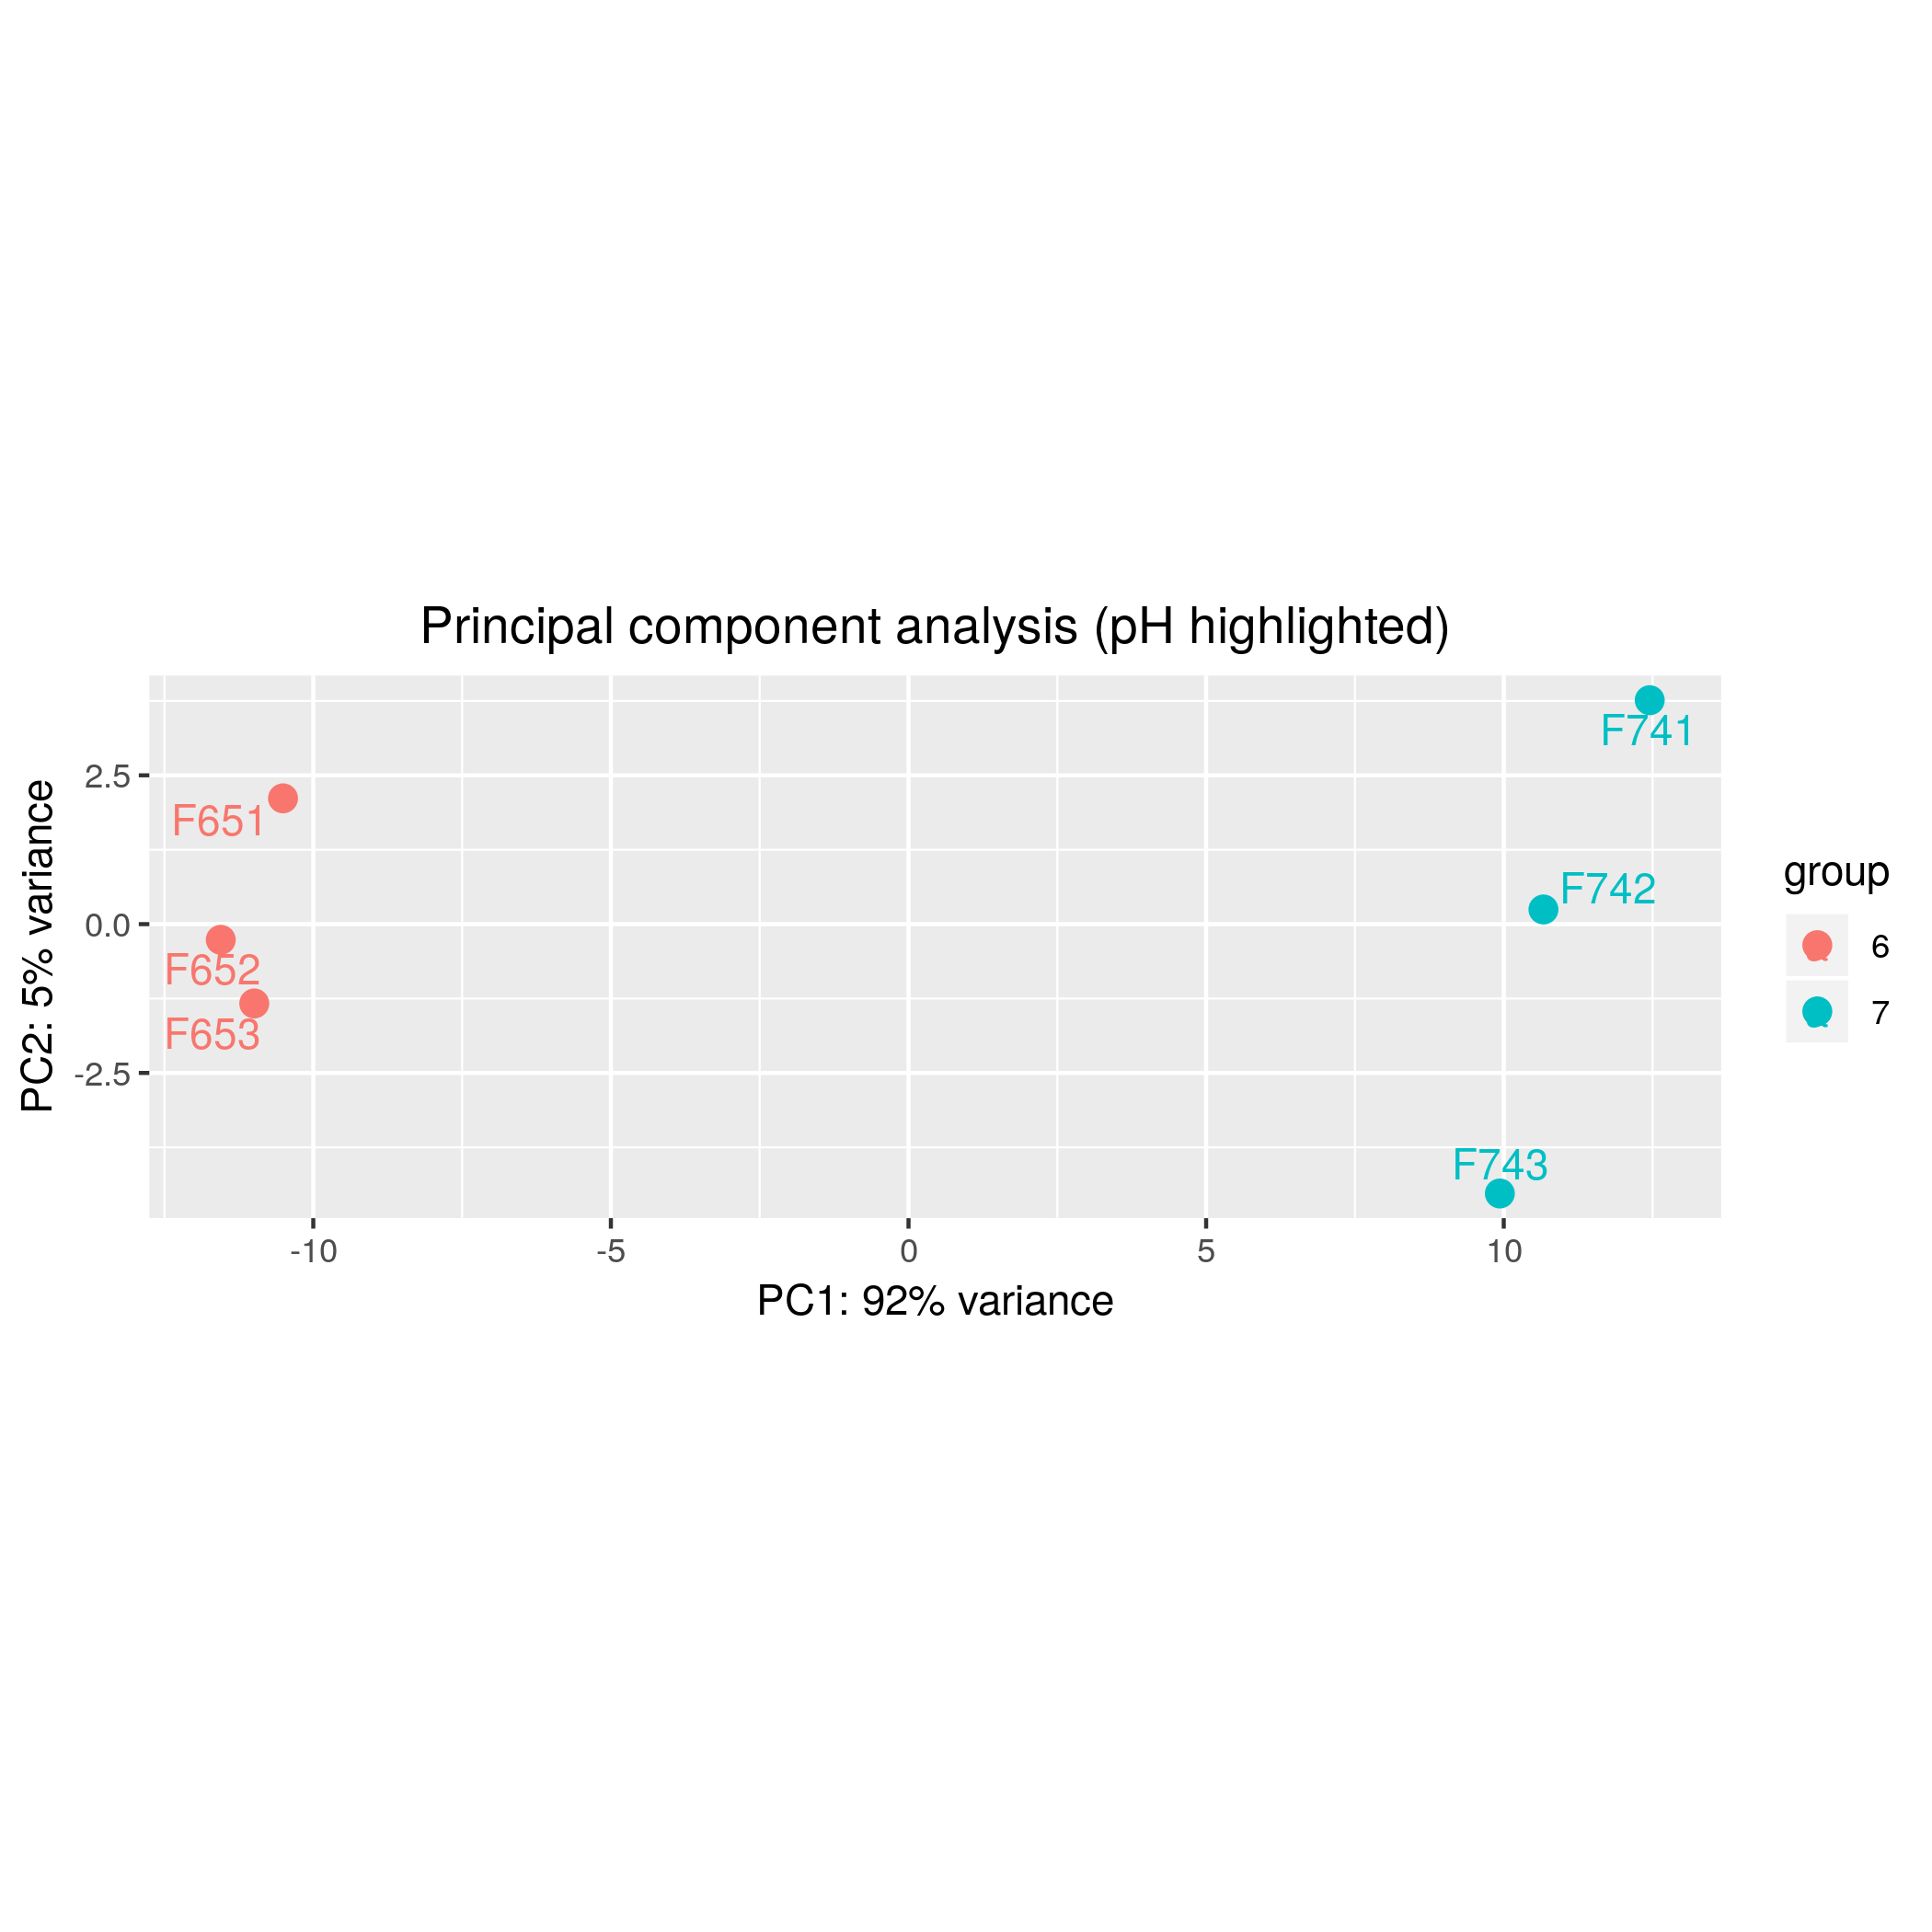 Principal component analysis (pH highlighted)
PC2: 5% variance
2.5
0.0
-2.5
F741
F651
F742
F652
F653
F743
-10
-5
0
5
10
PC1: 92% variance
group
6
7